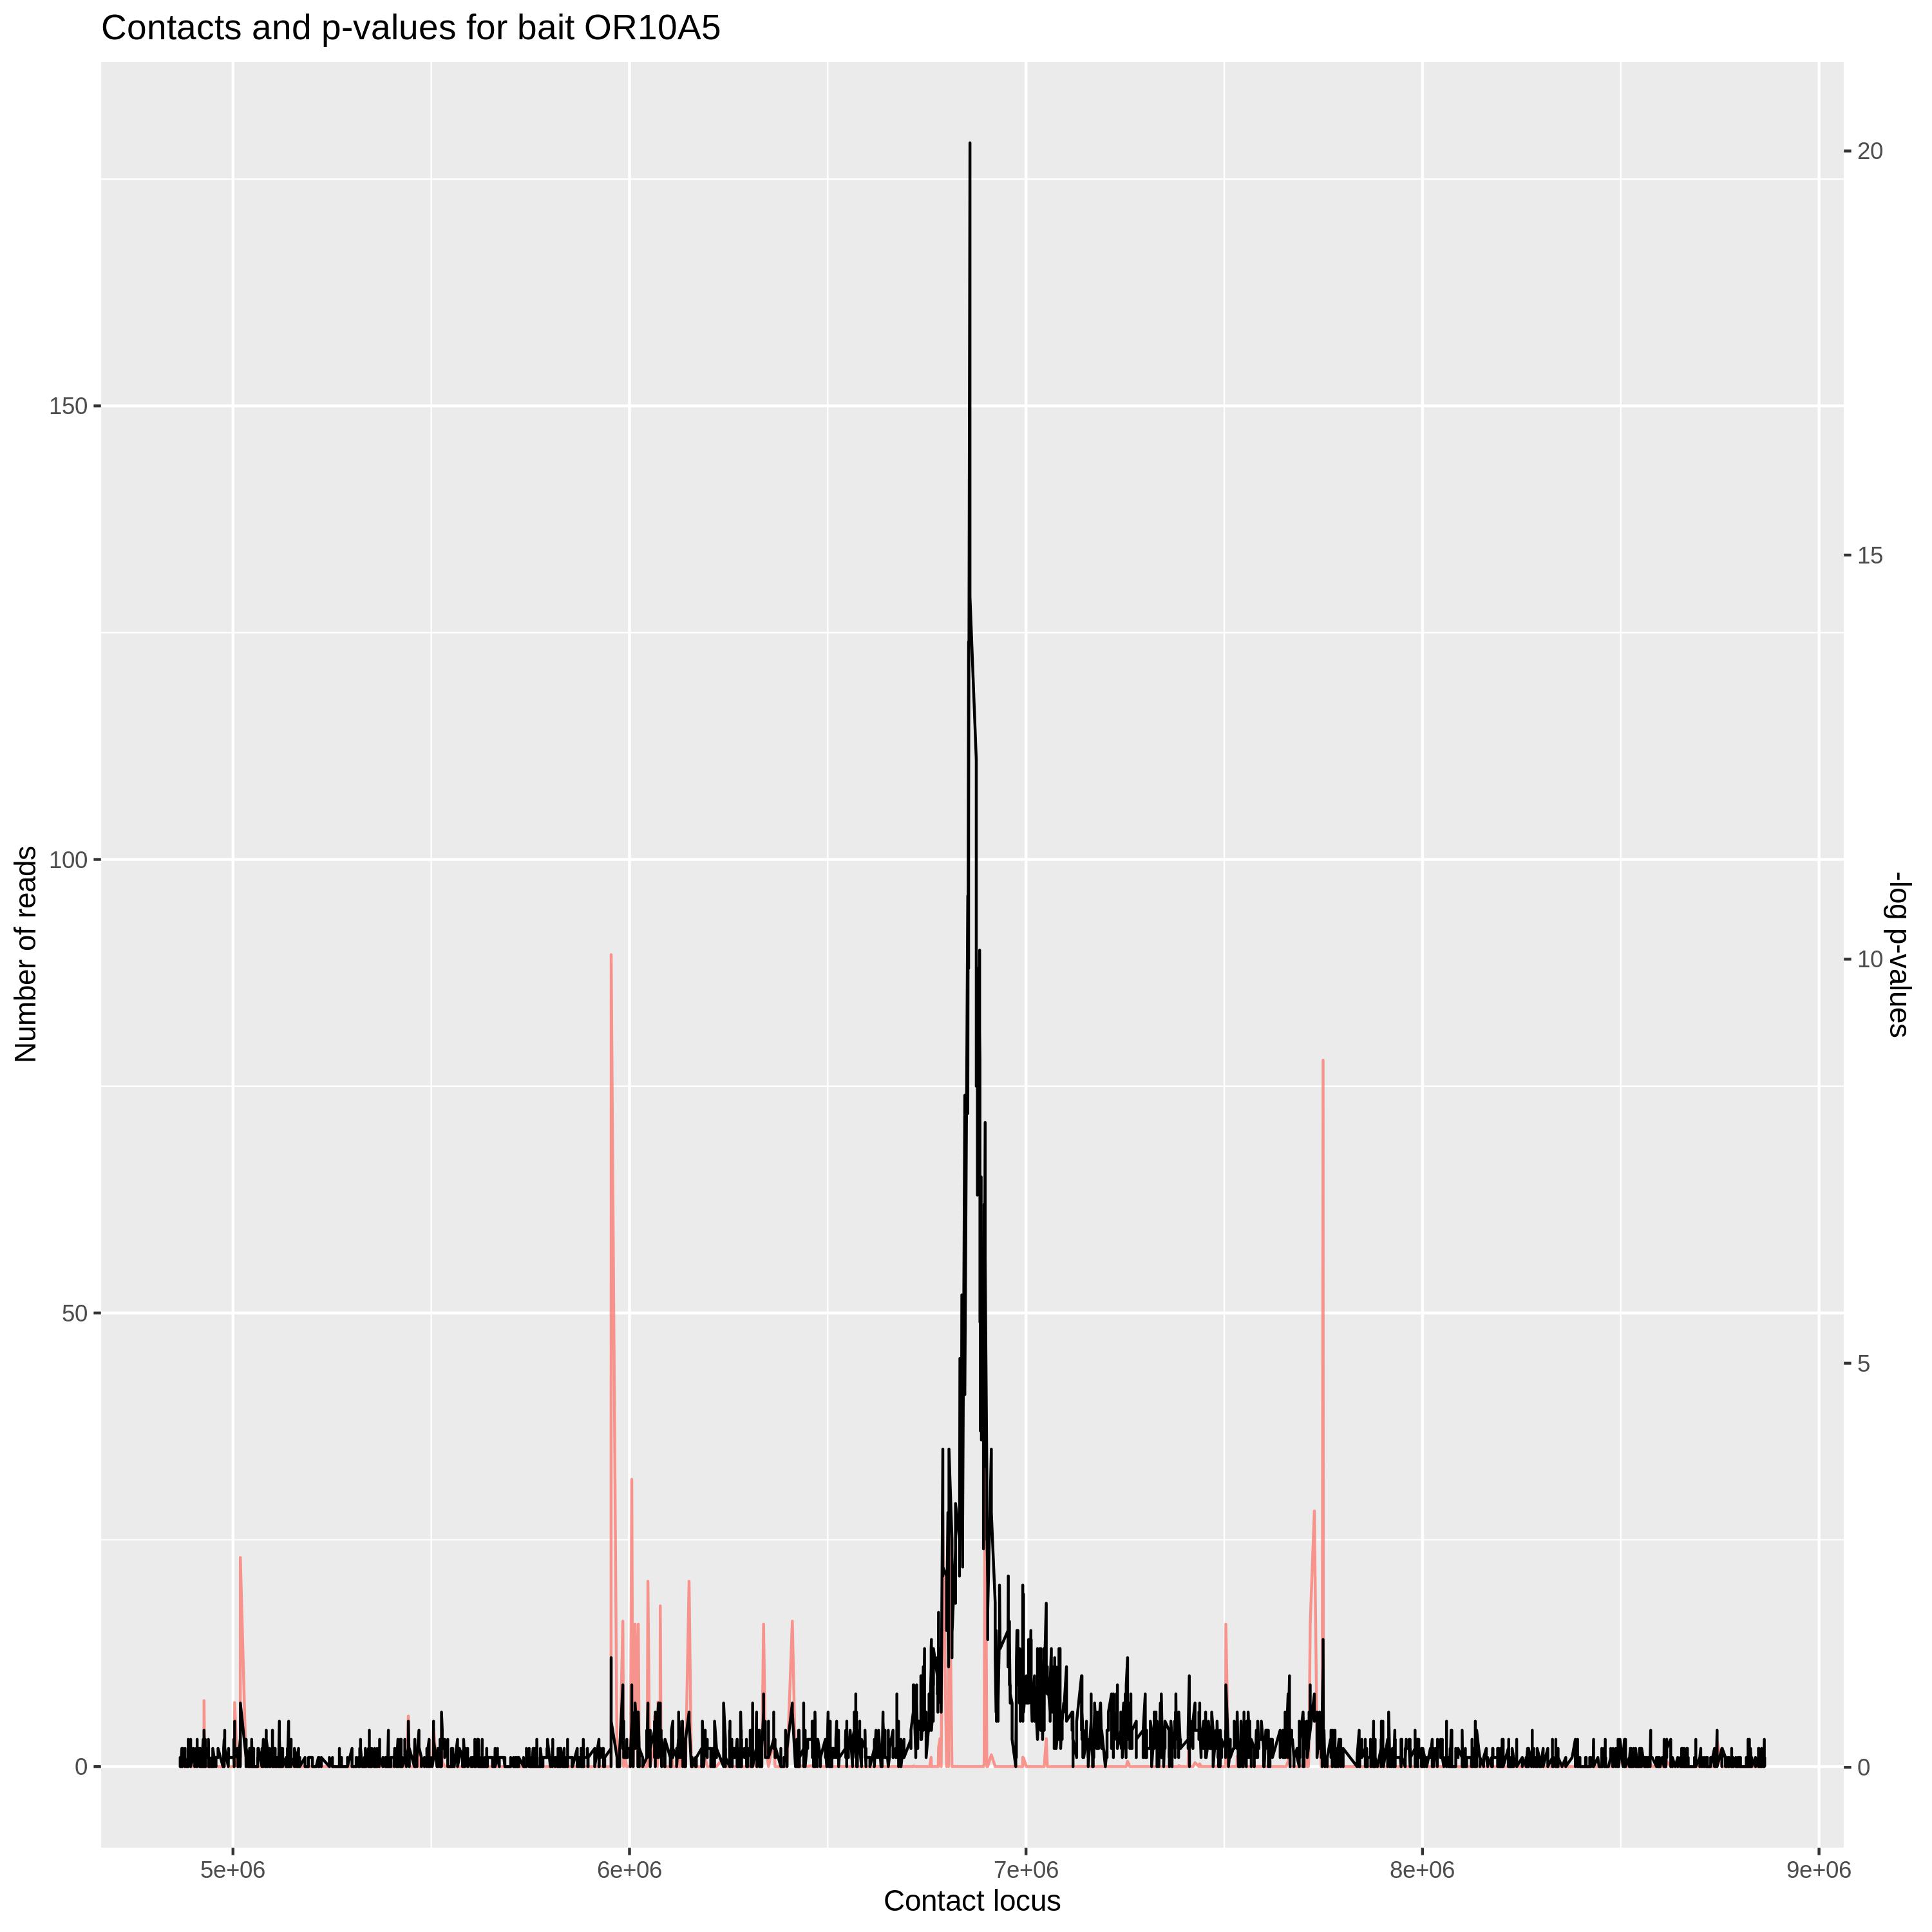 Contacts and p-values for bait OR10A5
Number of reads
150
100
50
0
20
15
10
5
0
-log p-values
5e+06
6e+06
7e+06
8e+06
9e+06
Contact locus